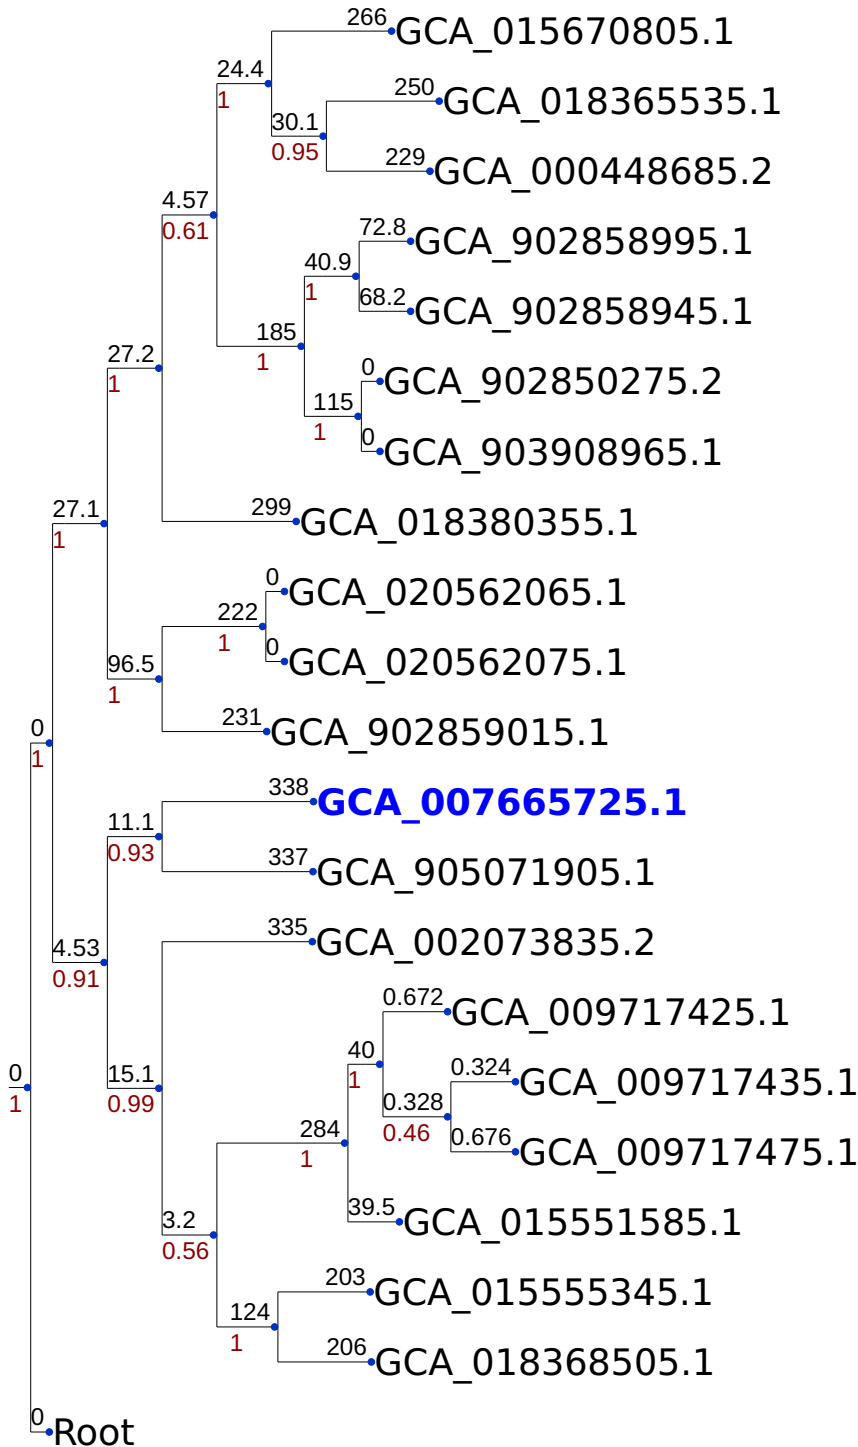 266
GCA_015670805.1
24.4
1
250
GCA_018365535.1
30.1
0.95
229
GCA_000448685.2
4.57
0.61
72.8
GCA_902858995.1
40.9
1
68.2
GCA_902858945.1
185
1
27.2
1
0
GCA_902850275.2
115
1
0
GCA_903908965.1
27.1
1
299
GCA_018380355.1
0
GCA_020562065.1
222
1
0
GCA_020562075.1
96.5
1
231
GCA_902859015.1
0
1
338
GCA_007665725.1
11.1
0.93
337
GCA_905071905.1
4.53
0.91
335
GCA_002073835.2
0.672
GCA_009717425.1
40
1
0
1
15.1
0.99
0.324
GCA_009717435.1
0.328
0.46
284
1
0.676
GCA_009717475.1
39.5
GCA_015551585.1
3.2
0.56
203
GCA_015555345.1
124
1
206
GCA_018368505.1
0
Root